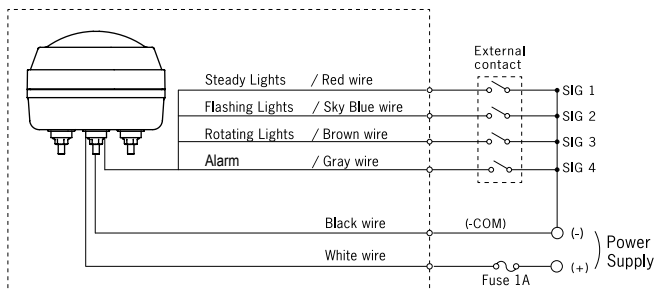 External
contact
Steady Lights / Red wire
SIG 1
Flashing Lights / Sky Blue wire
SIG 2
Rotating Lights / Brown wire
SIG 3
Alarm / Gray wire
SIG 4
Black wire (-COM) (-)
Power
Supply
White wire (+)
Fuse 1A